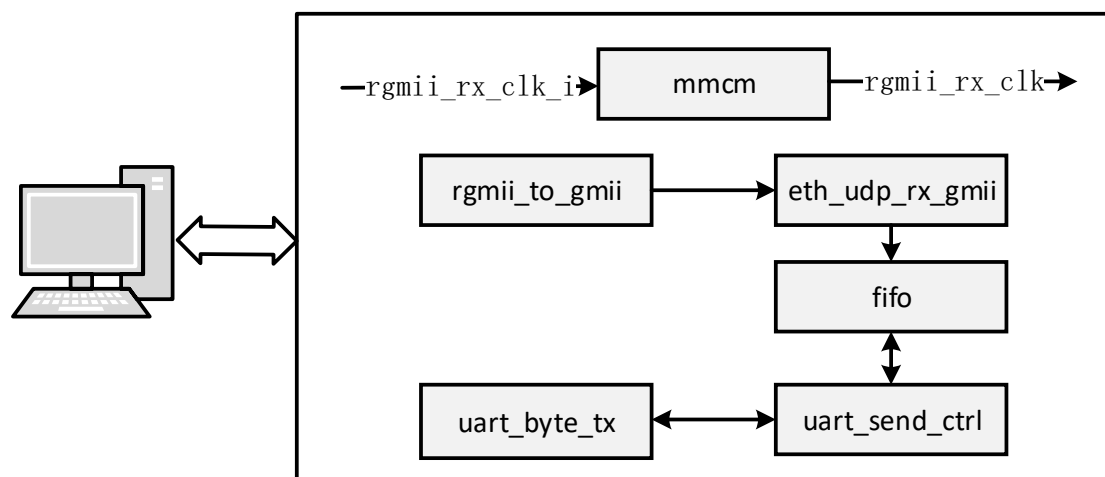 rgmii_rx_clk_i
mmcm
rgmii_rx_clk
rgmii_to_gmii
eth_udp_rx_gmii
fifo
uart_byte_tx
uart_send_ctrl